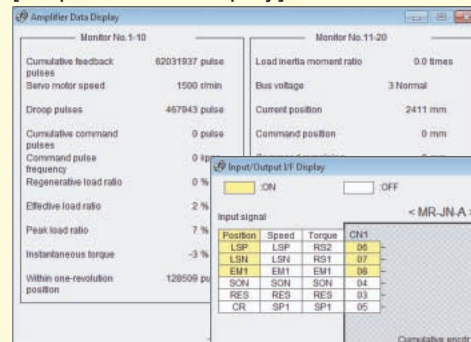 Amplifier Data Display
Monitor No.1-10
Cumulative feedback pulses 62031937 pulse
Servo motor speed 1500 r/min
Droop pulses 467943 pulse
Cumulative command pulses 0 pulse
Command pulse frequency 0
Regenerative load ratio 0 %
Effective load ratio 2 %
Peak load ratio 7 %
Instantaneous torque -3 %
Within one-revolution position 128509
Monitor No.11-20
Load inertia moment ratio 0.0 times
Bus voltage 3.Normal
Current position 2411 mm
Command position 0 mm
Input/Output I/F Display
:ON :OFF
Input signal
< MR-JN-A >
Position Speed Torque CN1
LSP LSP RS2 06
LSN LSN RS1 07
EM1 EM1 EM1 08
SON SON SON 04
RES RES RES 03
CR SP1 SP1 05
Cumulative